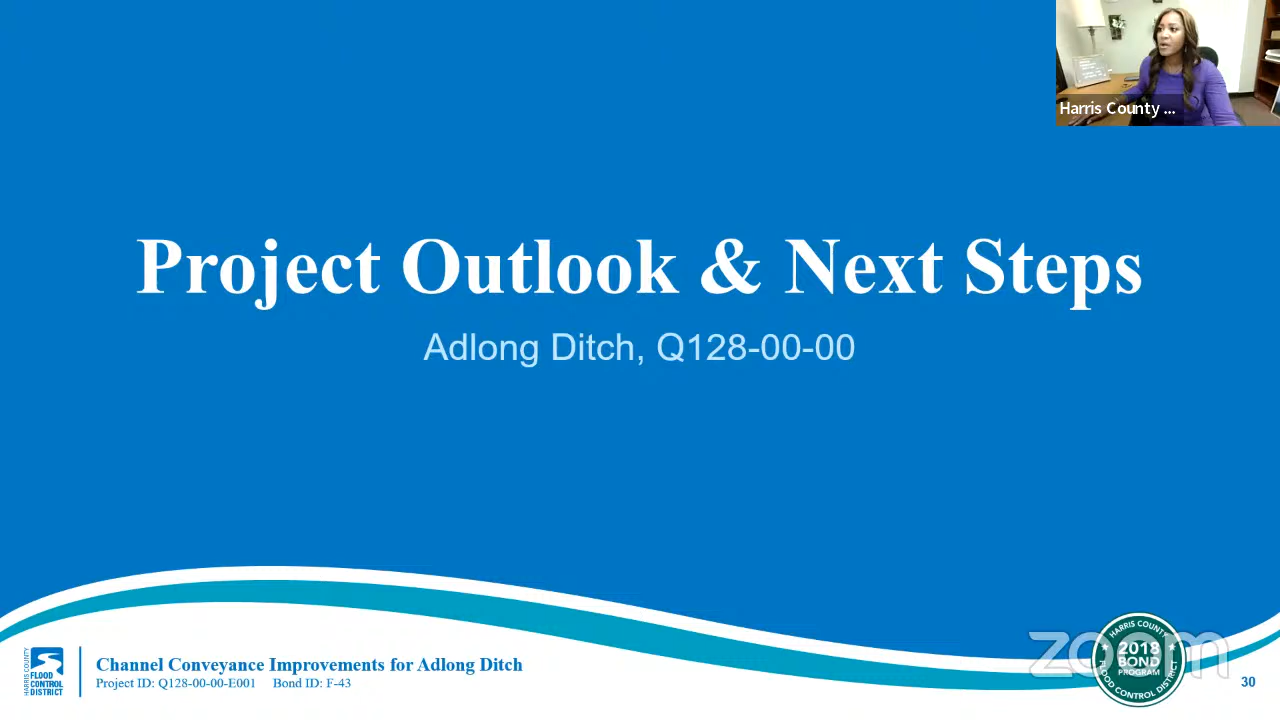 Harris County ...
Project Outlook & Next Steps
Adlong Ditch, Q128-00-00
HARRIS COUNTY
FLOOD
CONTROL
DISTRICT
Channel Conveyance Improvements for Adlong Ditch
Project ID: Q128-00-00-E001 Bond ID: F-43
zoom
HARRIS COUNTY
2018
BOND
PROGRAM
FLOOD CONTROL DISTRICT
30